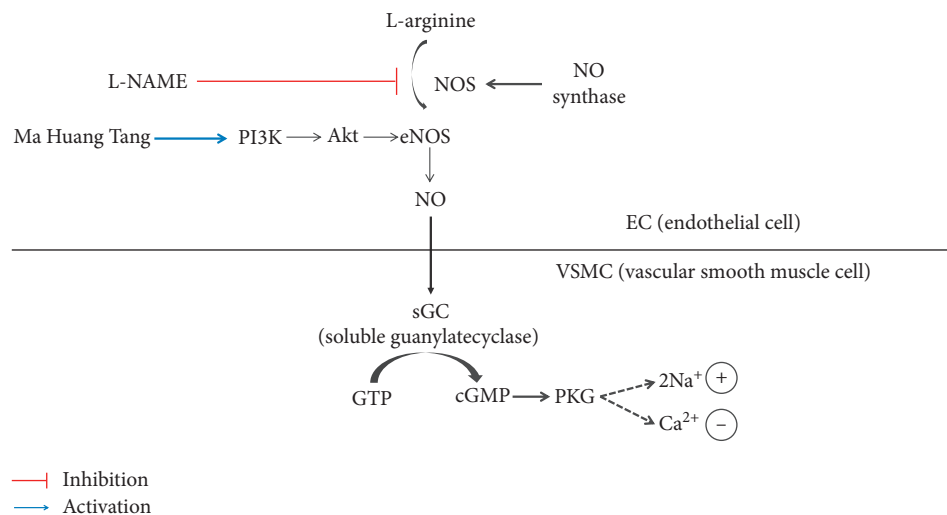 L-arginine
L-NAME
NOS
NO
synthase
Ma Huang Tang
PI3K
Akt
eNOS
NO
EC (endothelial cell)
VSMC (vascular smooth muscle cell)
sGC
(soluble guanylatecyclase)
GTP
cGMP
PKG
2Na⁺ +
Ca²⁺ −
Inhibition
Activation